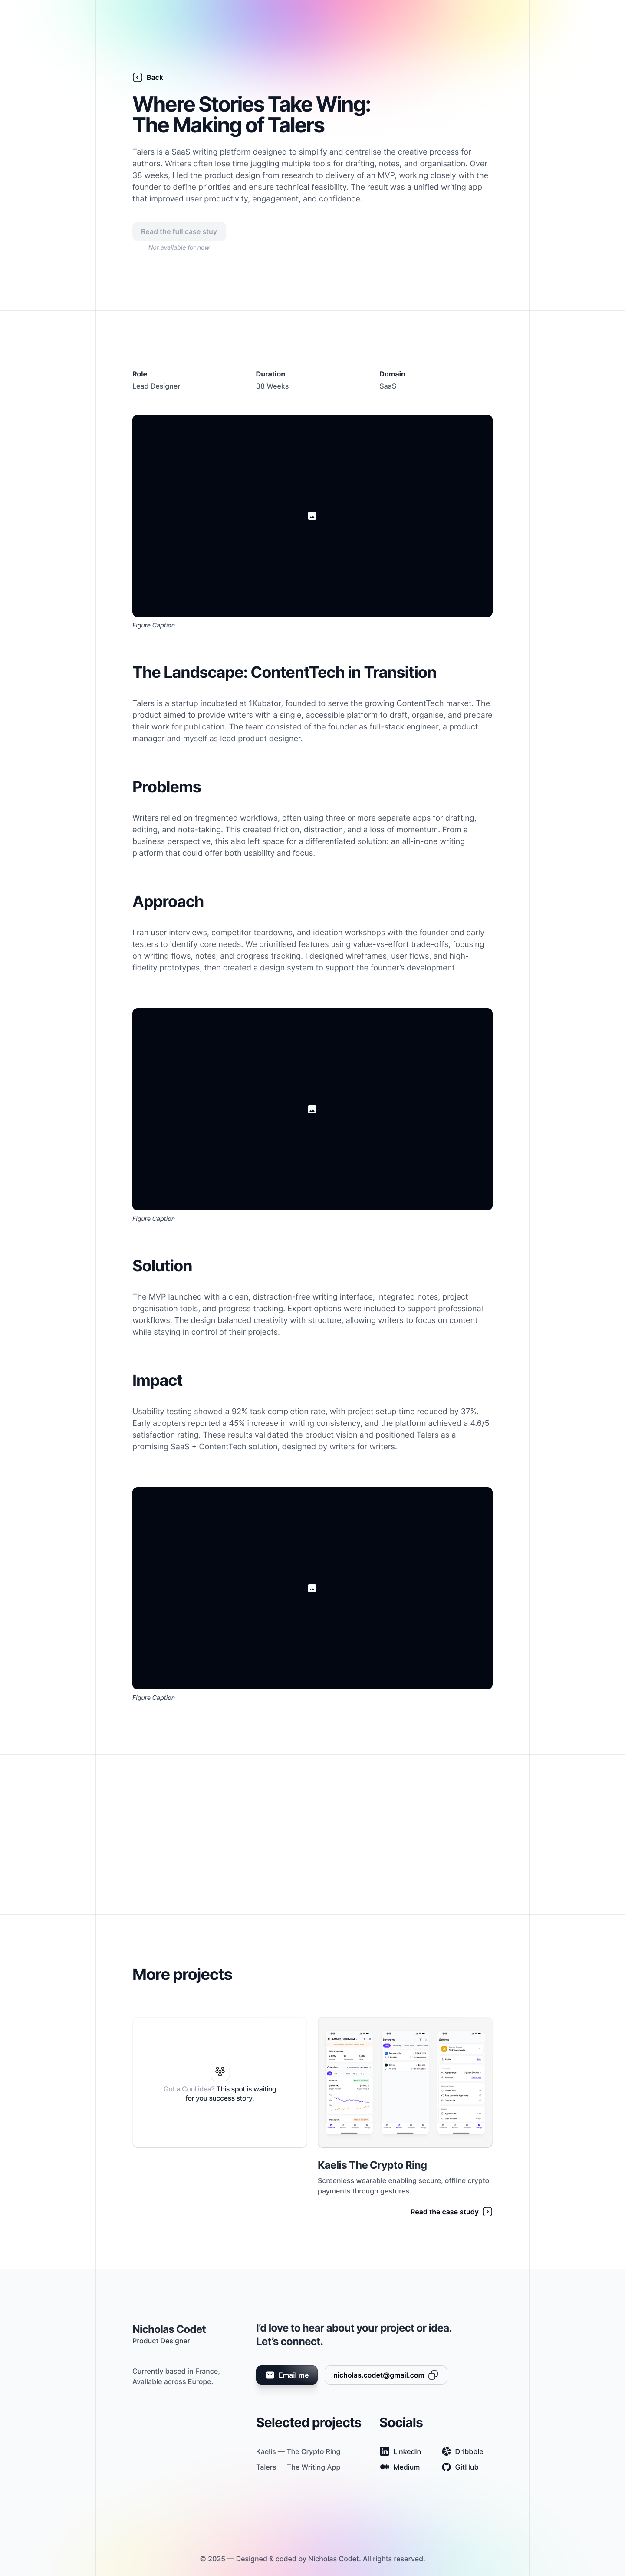 Back
Where Stories Take Wing:
The Making of Talers
Talers is a SaaS writing platform designed to simplify and centralise the creative process for
authors. Writers often lose time juggling multiple tools for drafting, notes, and organisation. Over
38 weeks, I led the product design from research to delivery of an MVP, working closely with the
founder to define priorities and ensure technical feasibility. The result was a unified writing app
that improved user productivity, engagement, and confidence.
Read the full case stuy
Not available for now
Role
Lead Designer
Duration
38 Weeks
Domain
SaaS
Figure Caption
The Landscape: ContentTech in Transition
Talers is a startup incubated at 1Kubator, founded to serve the growing ContentTech market. The
product aimed to provide writers with a single, accessible platform to draft, organise, and prepare
their work for publication. The team consisted of the founder as full-stack engineer, a product
manager and myself as lead product designer.
Problems
Writers relied on fragmented workflows, often using three or more separate apps for drafting,
editing, and note-taking. This created friction, distraction, and a loss of momentum. From a
business perspective, this also left space for a differentiated solution: an all-in-one writing
platform that could offer both usability and focus.
Approach
I ran user interviews, competitor teardowns, and ideation workshops with the founder and early
testers to identify core needs. We prioritised features using value-vs-effort trade-offs, focusing
on writing flows, notes, and progress tracking. I designed wireframes, user flows, and high-
fidelity prototypes, then created a design system to support the founder's development.
Figure Caption
Solution
The MVP launched with a clean, distraction-free writing interface, integrated notes, project
organisation tools, and progress tracking. Export options were included to support professional
workflows. The design balanced creativity with structure, allowing writers to focus on content
while staying in control of their projects.
Impact
Usability testing showed a 92% task completion rate, with project setup time reduced by 37%.
Early adopters reported a 45% increase in writing consistency, and the platform achieved a 4.6/5
satisfaction rating. These results validated the product vision and positioned Talers as a
promising SaaS + ContentTech solution, designed by writers for writers.
Figure Caption
More projects
Got a Cool idea? This spot is waiting
for you success story.
Kaelis The Crypto Ring
Screenless wearable enabling secure, offline crypto
payments through gestures.
Read the case study
Nicholas Codet
Product Designer
Currently based in France,
Available across Europe.
I'd love to hear about your project or idea.
Let's connect.
Email me
nicholas.codet@gmail.com
Selected projects
Kaelis — The Crypto Ring
Talers — The Writing App
Socials
Linkedin
Dribbble
Medium
GitHub
© 2025 — Designed & coded by Nicholas Codet. All rights reserved.